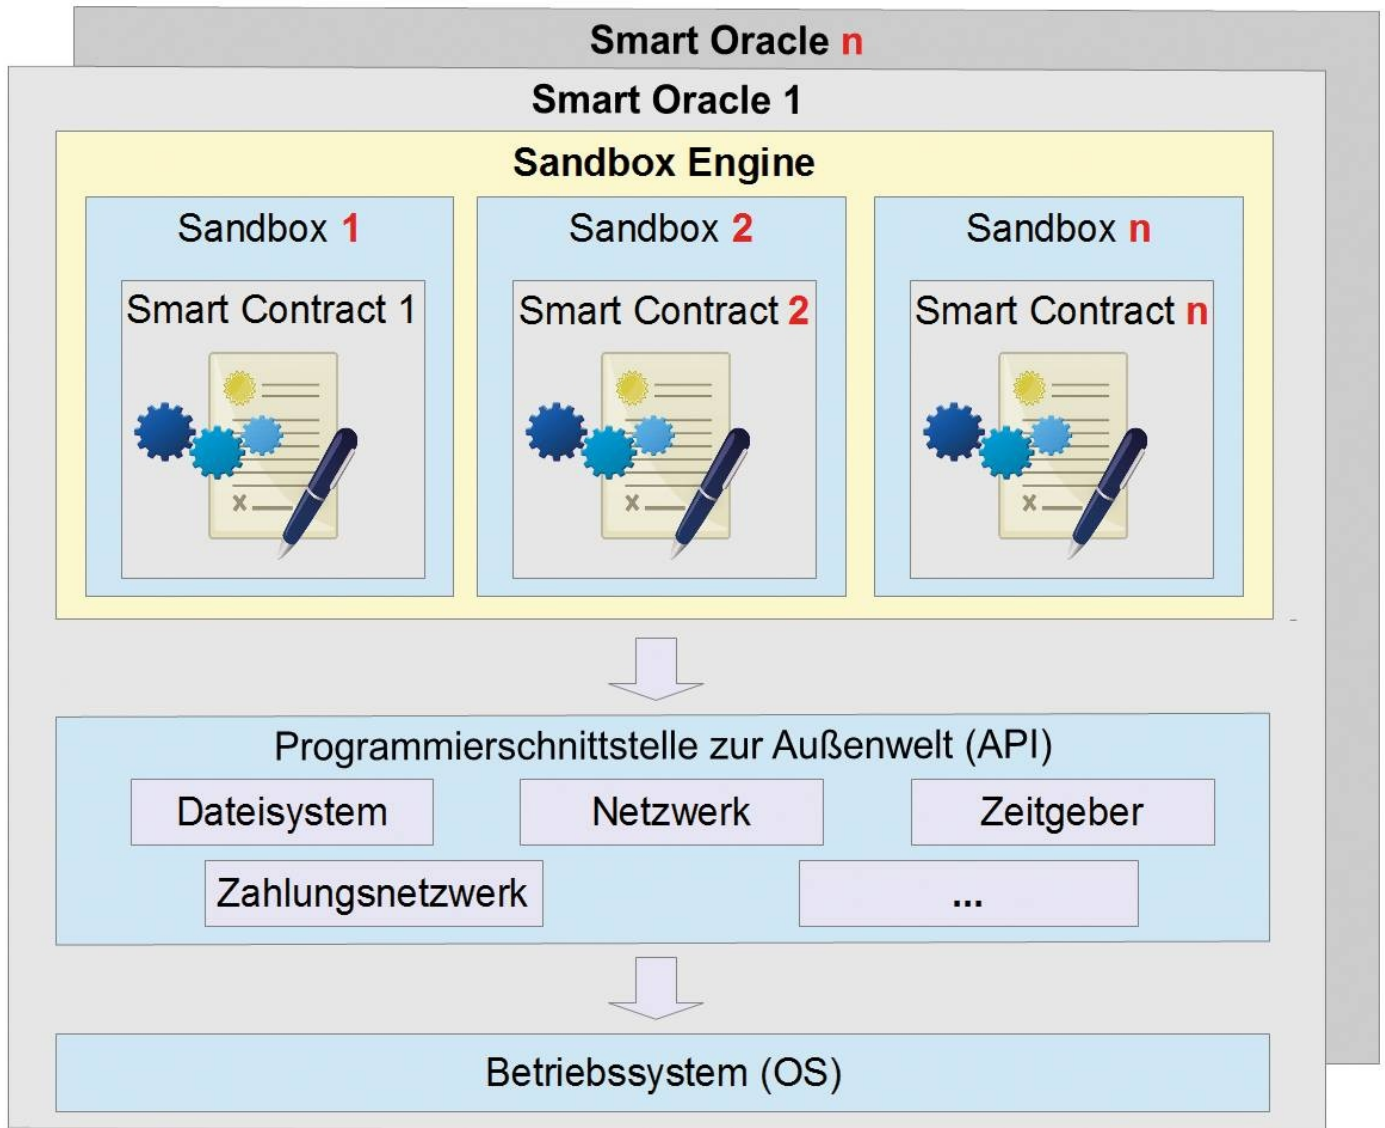 Smart Oracle n
Smart Oracle 1
Sandbox Engine
Sandbox 1
Sandbox 2
Sandbox n
Smart Contract 1
Smart Contract 2
Smart Contract n
x
x
x
Programmierschnittstelle zur Außenwelt (API)
Dateisystem
Netzwerk
Zeitgeber
Zahlungsnetzwerk
...
Betriebssystem (OS)